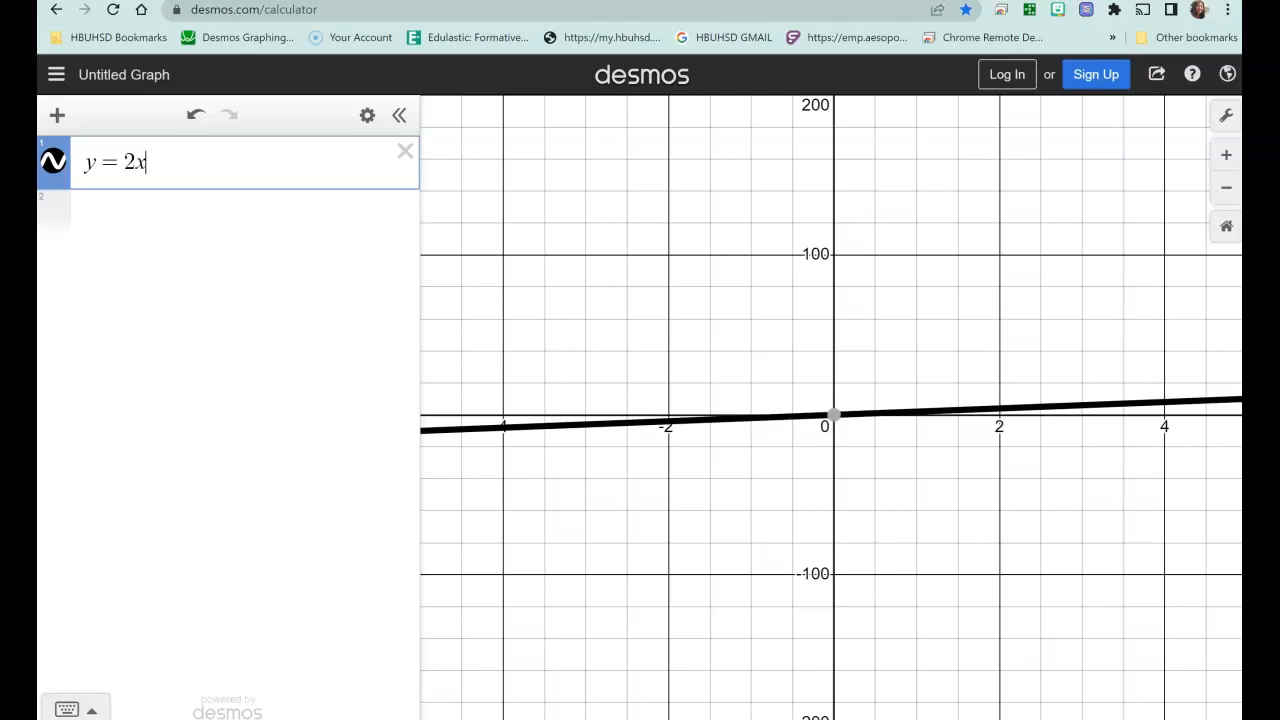 desmos.com/calculator
HBUHSD Bookmarks Desmos Graphing... Your Account Edulastic: Formative... https://my.hbuhsd.... HBUHSD GMAIL https://emp.aesopo... Chrome Remote De... » Other bookmarks
Untitled Graph desmos Log In or Sign Up
1
y = 2x
2
200
100
-2 0 2 4
-100
powered by
desmos